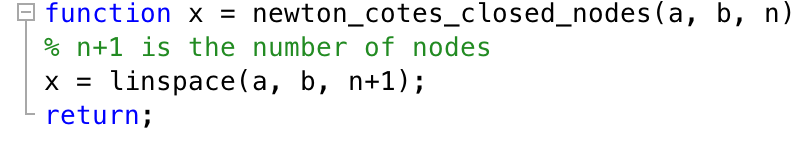 function x = newton_cotes_closed_nodes(a, b, n)
% n+1 is the number of nodes
x = linspace(a, b, n+1);
return;